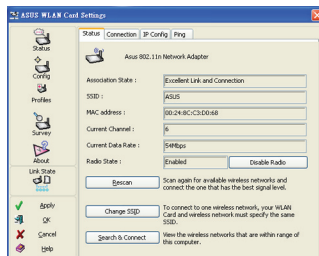 ASUS WLAN Card Settings
Status
Config
Profiles
Survey
About
Link State
Apply
OK
Cancel
Help
Status Connection IP Config Ping
Asus 802.11n Network Adapter
Association State : Excellent Link and Connection
SSID : ASUS
MAC address : 00:24:8C:C3:D0:68
Current Channel : 6
Current Data Rate : 54Mbps
Radio State : Enabled Disable Radio
Rescan
Scan again for available wireless networks and
connect the one that has the best signal level.
Change SSID
To connect to one wireless network, your WLAN
Card and wireless network must specify the same
SSID.
Search & Connect
View the wireless networks that are within range of
this computer.